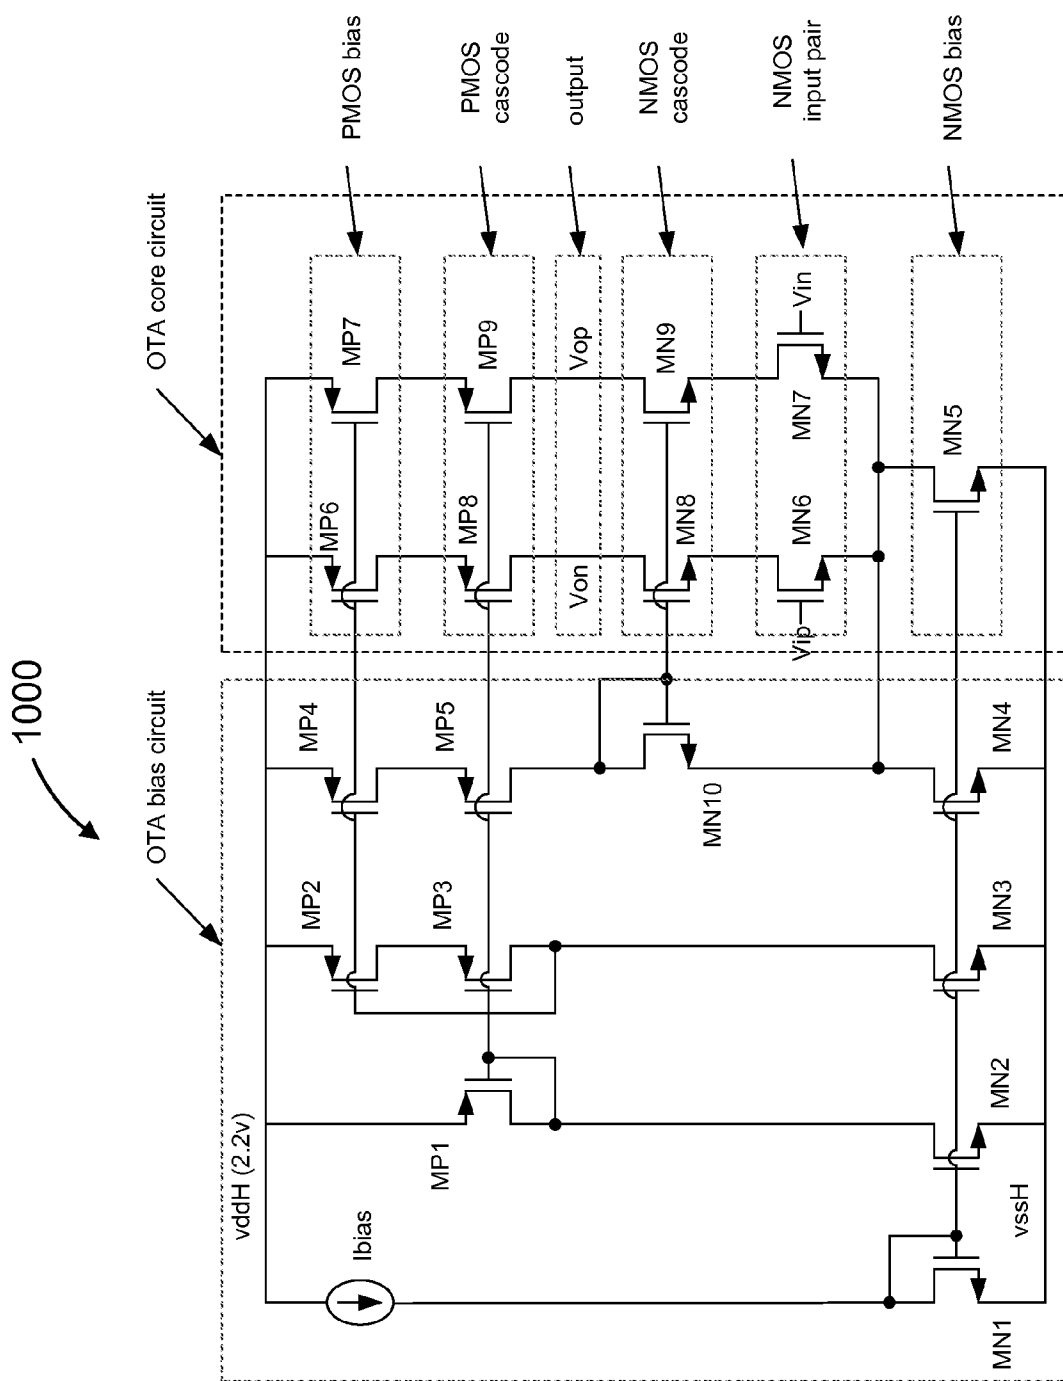 1000
OTA bias circuit
OTA core circuit
vddH (2.2v)
Ibias
MP1
MP2
MP3
MP4
MP5
MP6
MP7
MP8
MP9
Von
Vop
MN8
MN9
MN10
MN6
MN7
Vip
Vin
MN1
MN2
MN3
MN4
MN5
vssH
PMOS bias
PMOS
cascode
output
NMOS
cascode
NMOS
input pair
NMOS bias